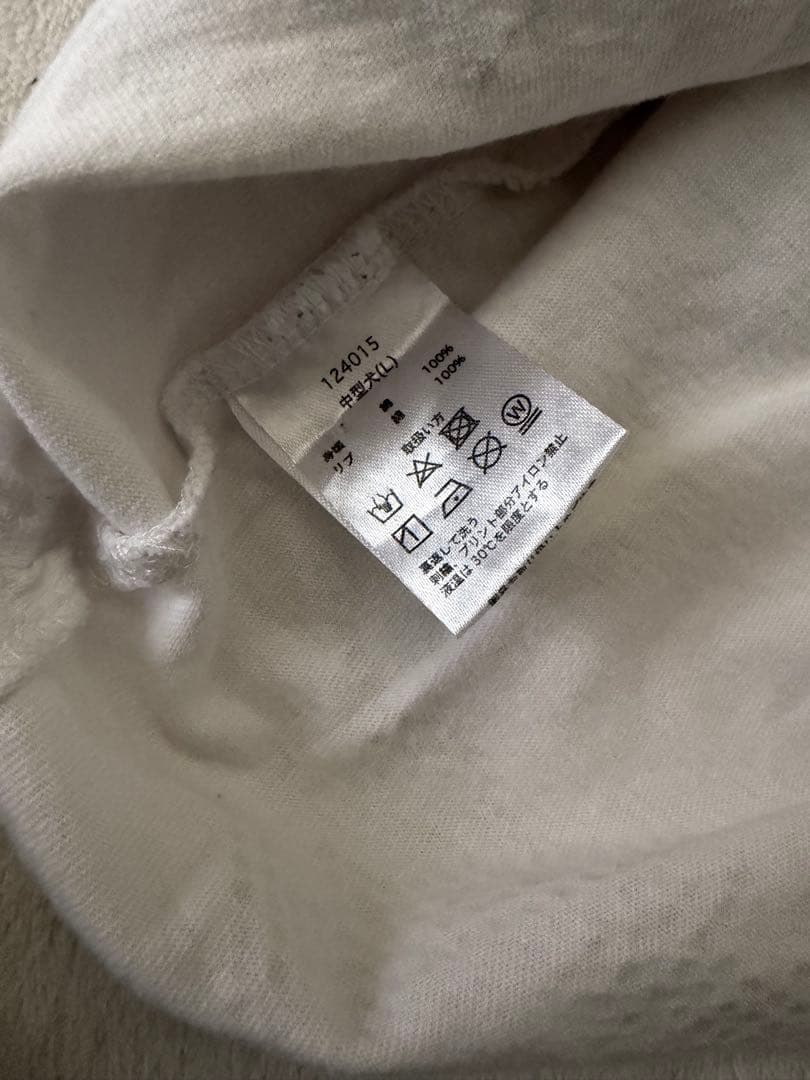 124015
中型犬(L)
身頃 綿 100%
リブ 綿 100%
取扱い方
W
裏返して洗う
刺繍、プリント部分アイロン禁止
液温は30℃を限度とする